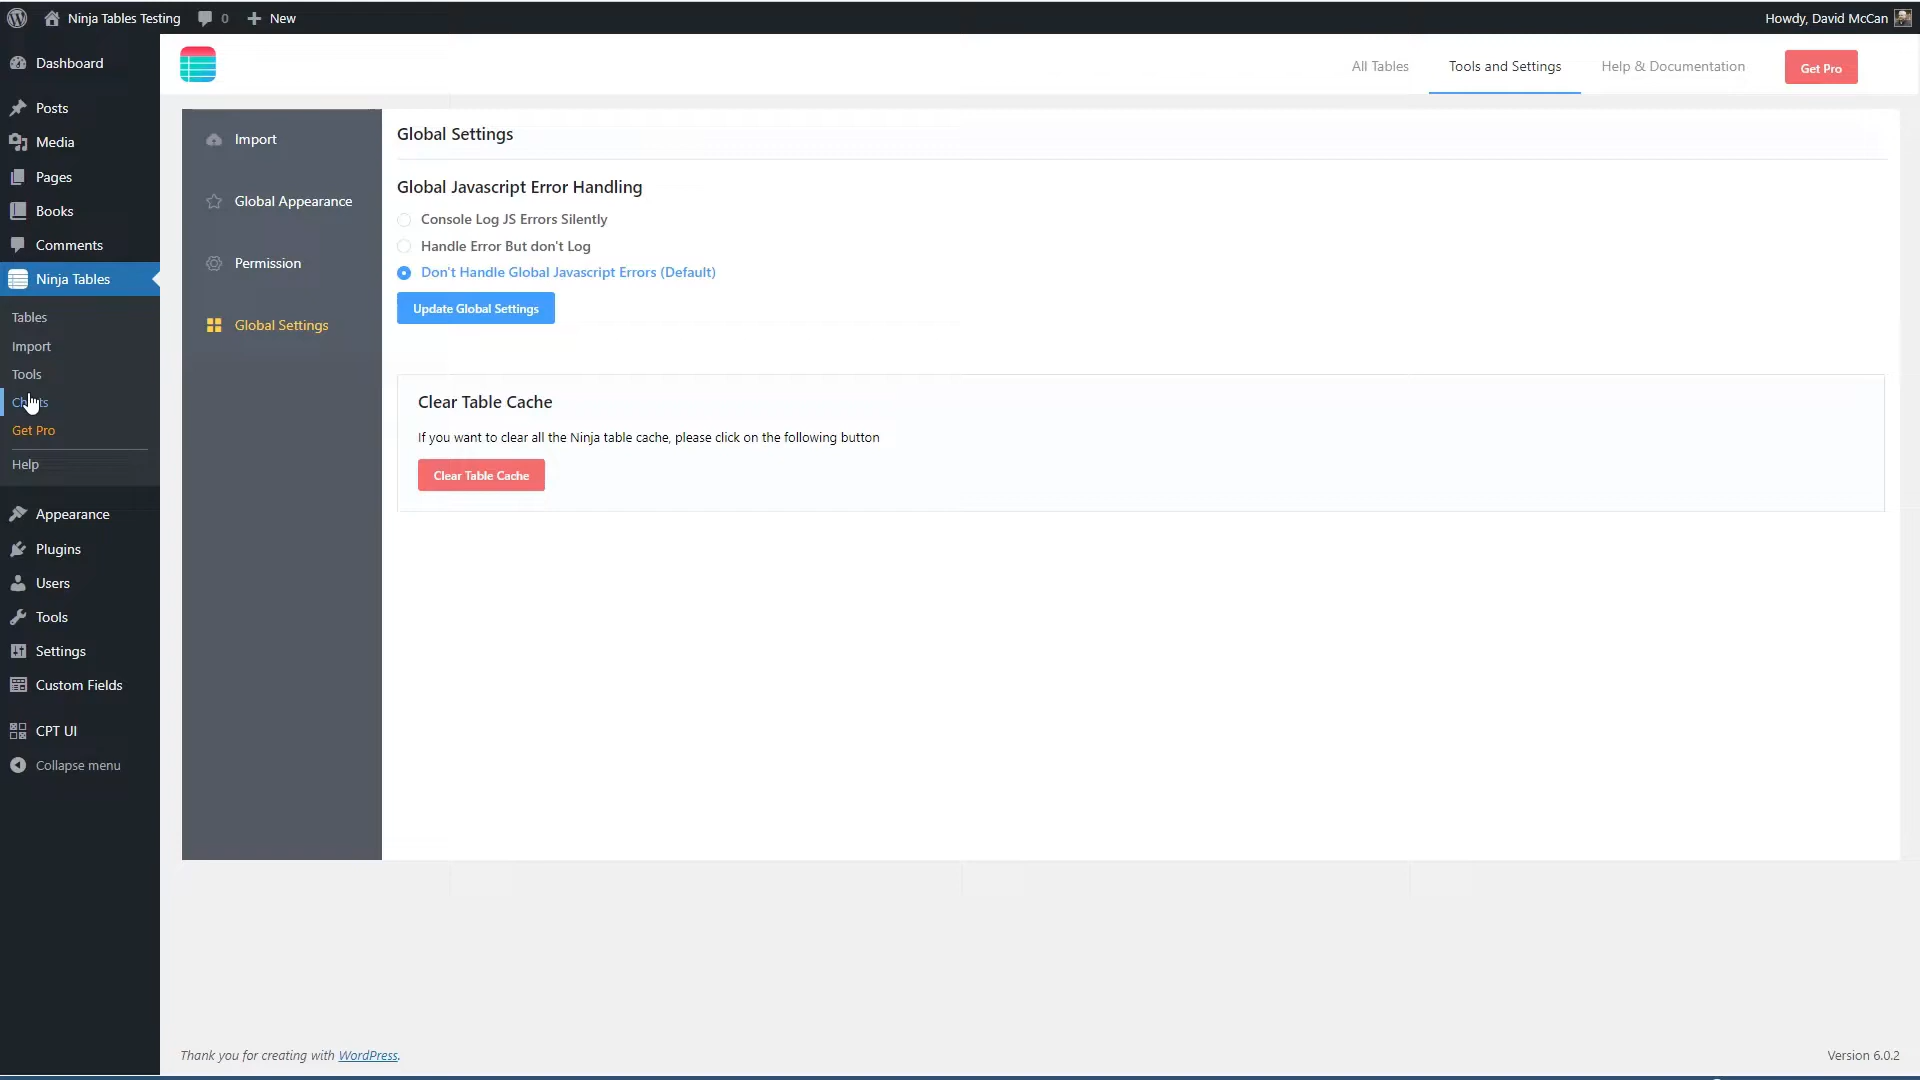 Ninja Tables Testing
0
New
Howdy, David McCan
Dashboard
Posts
Media
Pages
Books
Comments
Ninja Tables
Tables
Import
Tools
Get Pro
Help
Appearance
Plugins
Users
Tools
Settings
Custom Fields
CPT UI
Collapse menu
All Tables
Tools and Settings
Help & Documentation
Get Pro
Import
Global Appearance
Permission
Global Settings
Global Settings
Global Javascript Error Handling
Console Log JS Errors Silently
Handle Error But don't Log
Don't Handle Global Javascript Errors (Default)
Update Global Settings
Clear Table Cache
If you want to clear all the Ninja table cache, please click on the following button
Clear Table Cache
Thank you for creating with WordPress.
Version 6.0.2